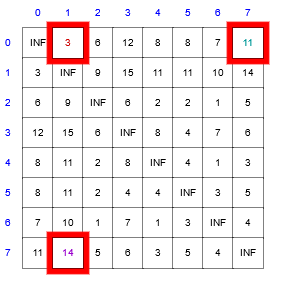 0 1 2 3 4 5 6 7
0 INF 3 6 12 8 8 7 11
1 3 INF 9 15 11 11 10 14
2 6 9 INF 6 2 2 1 5
3 12 15 6 INF 8 4 7 6
4 8 11 2 8 INF 4 1 3
5 8 11 2 4 4 INF 3 5
6 7 10 1 7 1 3 INF 4
7 11 14 5 6 3 5 4 INF